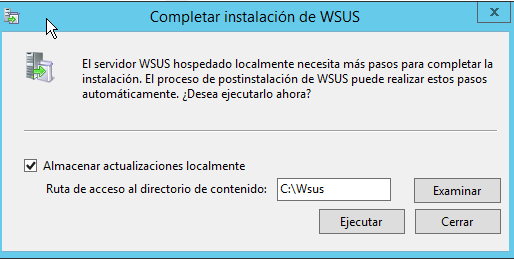 Completar instalación de WSUS
El servidor WSUS hospedado localmente necesita más pasos para completar la
instalación. El proceso de postinstalación de WSUS puede realizar estos pasos
automáticamente. ¿Desea ejecutarlo ahora?
Almacenar actualizaciones localmente
Ruta de acceso al directorio de contenido: C:\Wsus Examinar
Ejecutar Cerrar